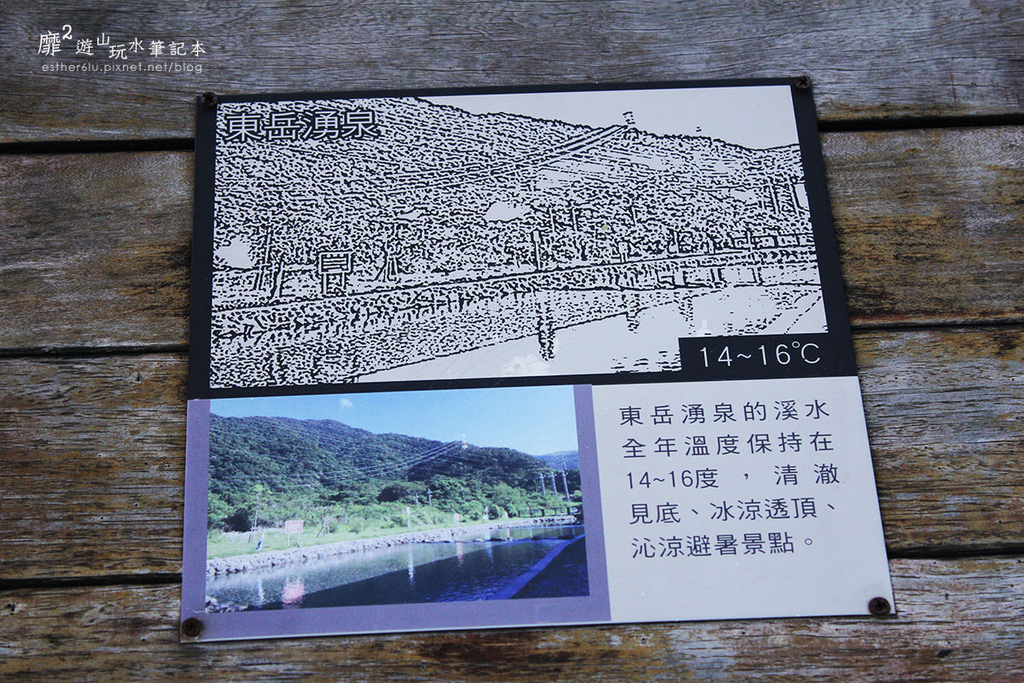 靡²遊山玩水筆記本
esther61u.pixnet.net/blog
東岳湧泉
14~16℃
東岳湧泉的溪水
全年溫度保持在
14~16度，清澈
見底、冰涼透頂、
沁涼避暑景點。